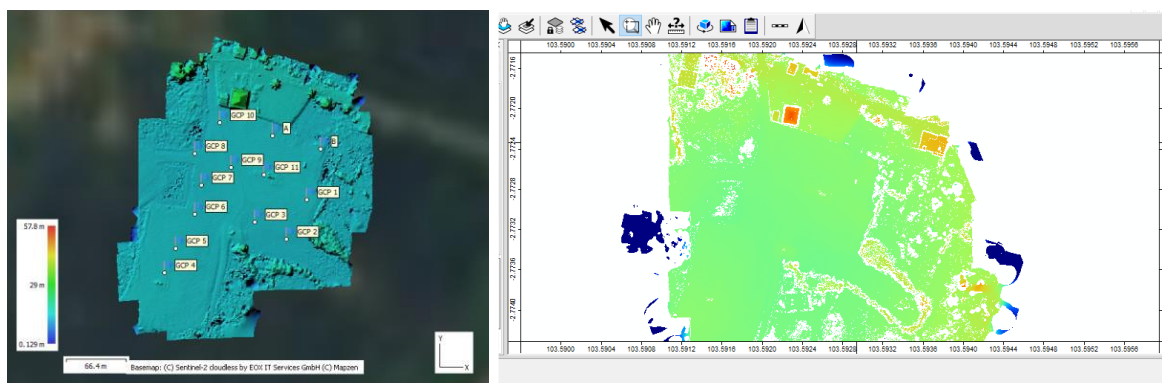 GCP 10
A
B
GCP 8
GCP 9
GCP 11
GCP 7
GCP 1
GCP 6
GCP 3
GCP 2
GCP 5
GCP 4
57.8 m
29 m
0.129 m
66.4 m
Basemap: (C) Sentinel-2 cloudless by EOX IT Services GmbH (C) Mapzen
Y
X
103.5900 103.5904 103.5908 103.5912 103.5916 103.5920 103.5924 103.5928 103.5932 103.5936 103.5940 103.5944 103.5948 103.5952 103.5956
-2.7716
-2.7720
-2.7724
-2.7728
-2.7732
-2.7736
-2.7740
103.5900 103.5904 103.5908 103.5912 103.5916 103.5920 103.5924 103.5928 103.5932 103.5936 103.5940 103.5944 103.5948 103.5952 103.5956